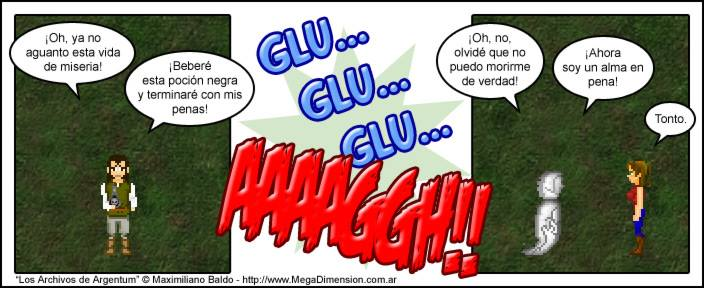 ¡Oh, ya no
aguanto esta vida
de miseria!
¡Beberé
esta poción negra
y terminaré con mis
penas!
GLU...
GLU...
GLU...
AAAAGGH!!
¡Oh, no,
olvidé que no
puedo morirme
de verdad!
¡Ahora
soy un alma en
pena!
Tonto.
"Los Archivos de Argentum" © Maximiliano Baldo - http://www.MegaDimension.com.ar